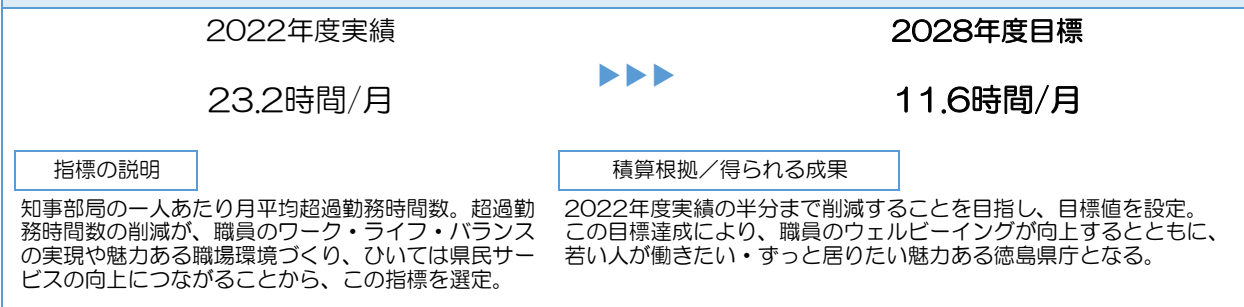 2022年度実績
2028年度目標
▶▶▶
23.2時間/月
11.6時間/月
指標の説明
知事部局の一人あたり月平均超過勤務時間数。超過勤
務時間数の削減が、職員のワーク・ライフ・バランス
の実現や魅力ある職場環境づくり、ひいては県民サー
ビスの向上につながることから、この指標を選定。
積算根拠／得られる成果
2022年度実績の半分まで削減することを目指し、目標値を設定。
この目標達成により、職員のウェルビーイングが向上するとともに、
若い人が働きたい・ずっと居りたい魅力ある徳島県庁となる。